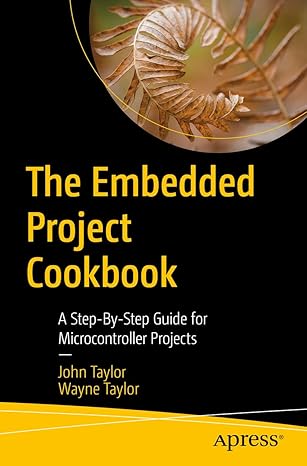 The Embedded
Project
Cookbook
A Step-By-Step Guide for
Microcontroller Projects
—
John Taylor
Wayne Taylor
Apress®